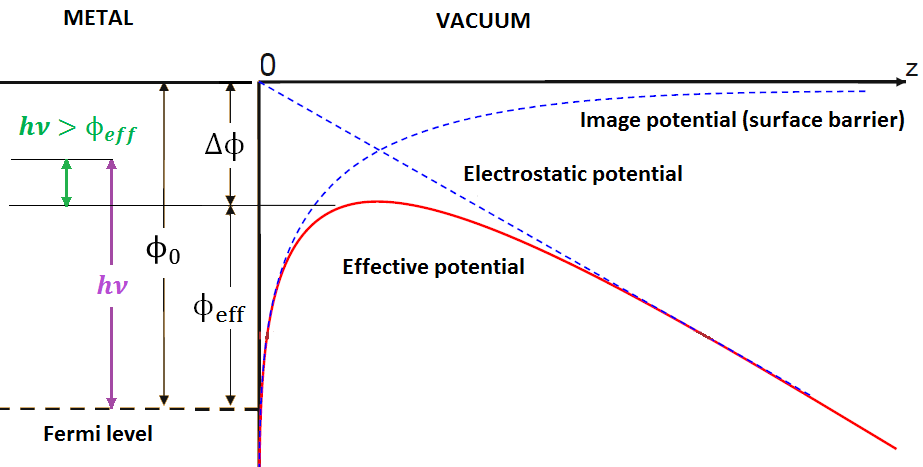 METAL
VACUUM
0
z
hν > ϕeff
Δϕ
Image potential (surface barrier)
Electrostatic potential
ϕ0
Effective potential
hν
ϕeff
Fermi level